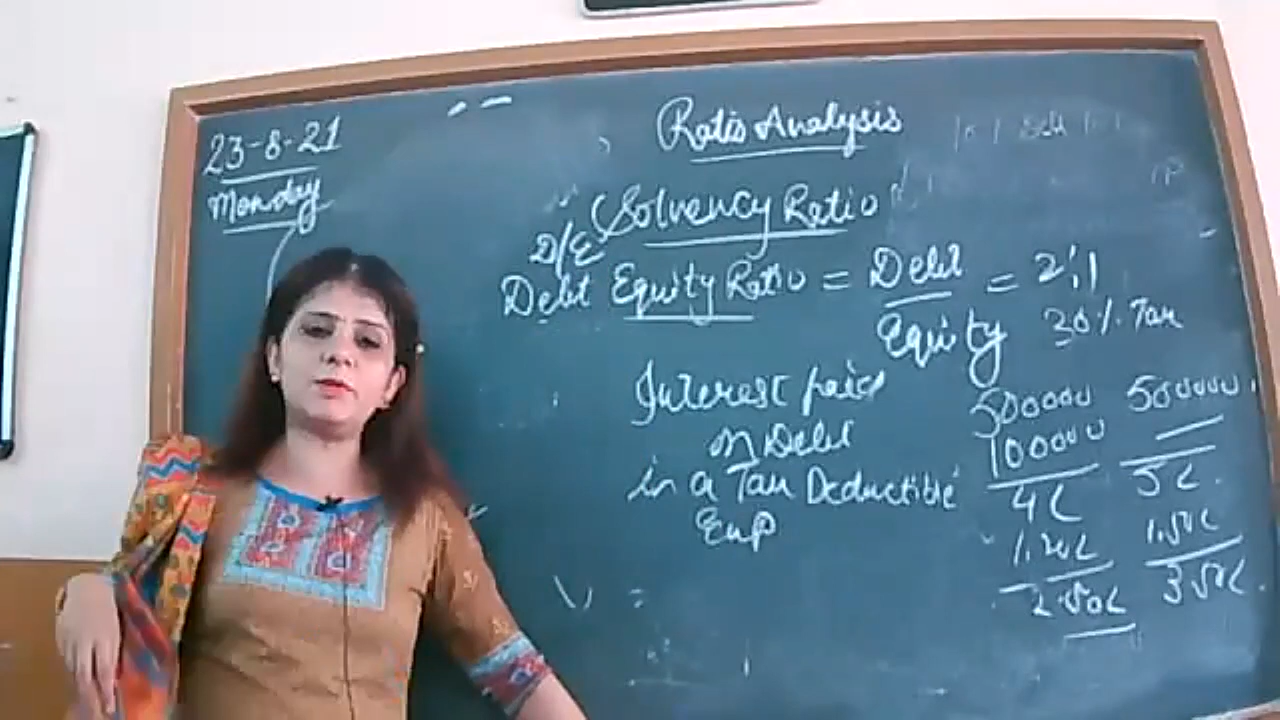 23-8-21
Monday
Ratio Analysis
Solvency Ratio
D/E
Debt Equity Ratio = Debt = 2:1
Equity
30% Tax
Interest paid
on Debt
in a Tax Deductible
Exp
500000 500000
100000
4L 5L
1.20L 1.50L
2.80L 3.50L